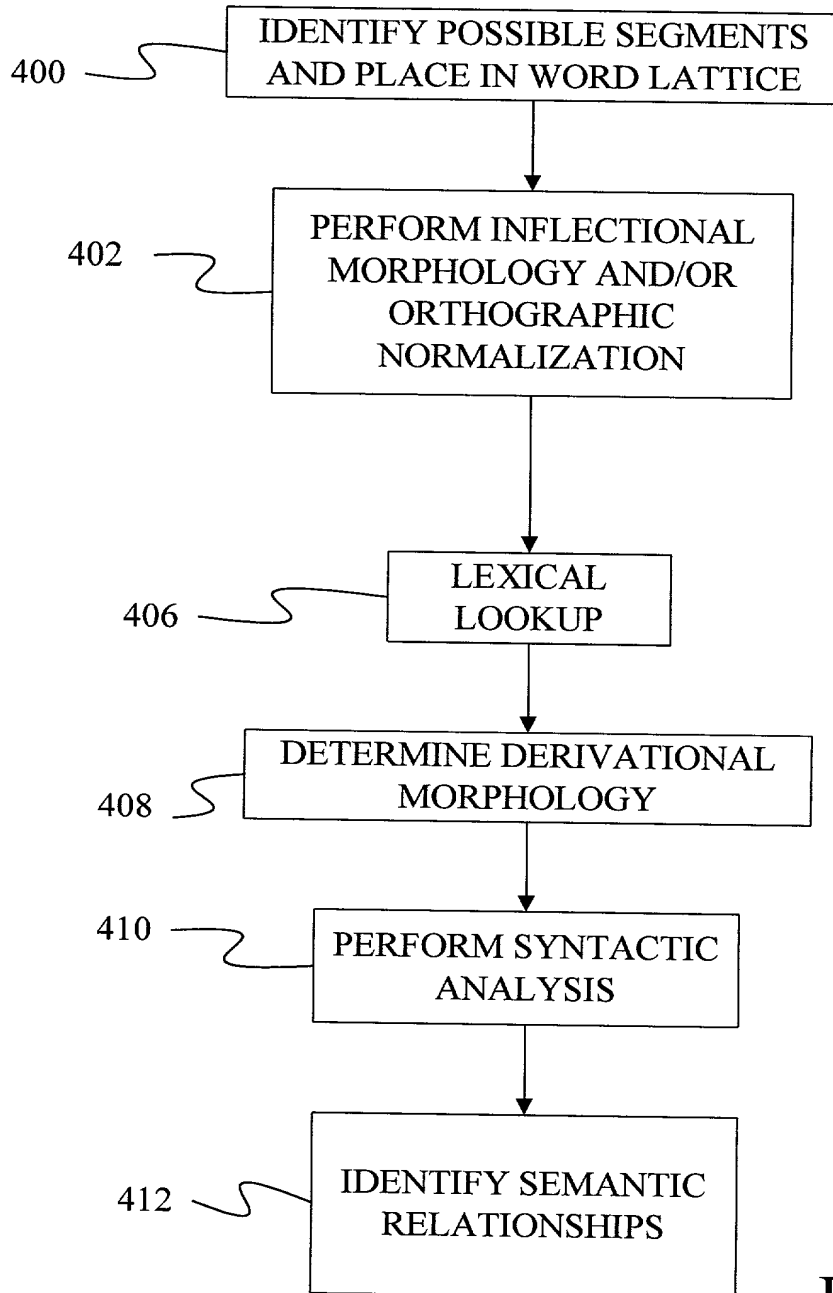 IDENTIFY POSSIBLE SEGMENTS
AND PLACE IN WORD LATTICE
400
PERFORM INFLECTIONAL
MORPHOLOGY AND/OR
ORTHOGRAPHIC
NORMALIZATION
402
LEXICAL
LOOKUP
406
DETERMINE DERIVATIONAL
MORPHOLOGY
408
PERFORM SYNTACTIC
ANALYSIS
410
IDENTIFY SEMANTIC
RELATIONSHIPS
412